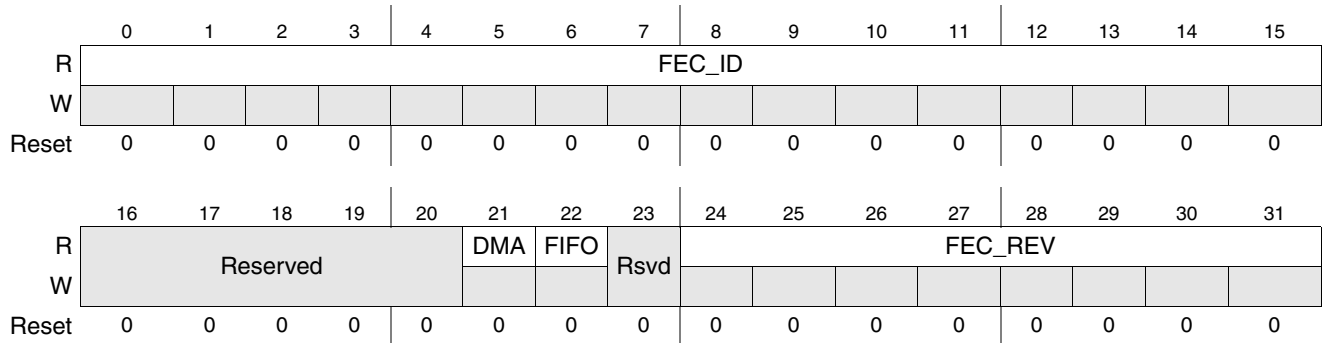 0 1 2 3 4 5 6 7 8 9 10 11 12 13 14 15
R FEC_ID
W
Reset 0 0 0 0 0 0 0 0 0 0 0 0 0 0 0 0
16 17 18 19 20 21 22 23 24 25 26 27 28 29 30 31
R Reserved DMA FIFO Rsvd FEC_REV
W
Reset 0 0 0 0 0 0 0 0 0 0 0 0 0 0 0 0